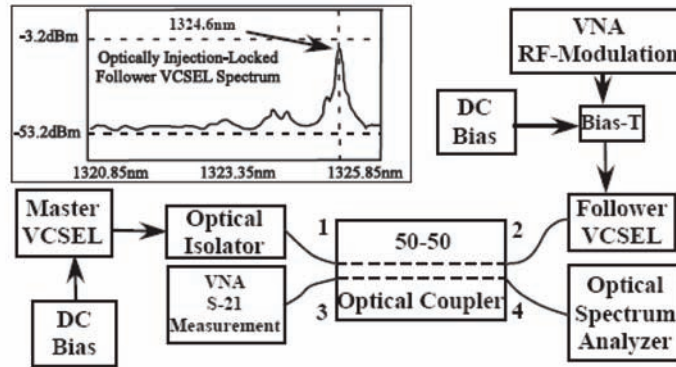 1324.6nm
-3.2dBm
Optically Injection-Locked
Follower VCSEL Spectrum
-53.2dBm
1320.85nm 1323.35nm 1325.85nm
VNA
RF-Modulation
DC
Bias
Bias-T
Master
VCSEL
Optical
Isolator
1
50-50
2
Follower
VCSEL
VNA
S-21
Measurement
3
Optical Coupler
4
Optical
Spectrum
Analyzer
DC
Bias